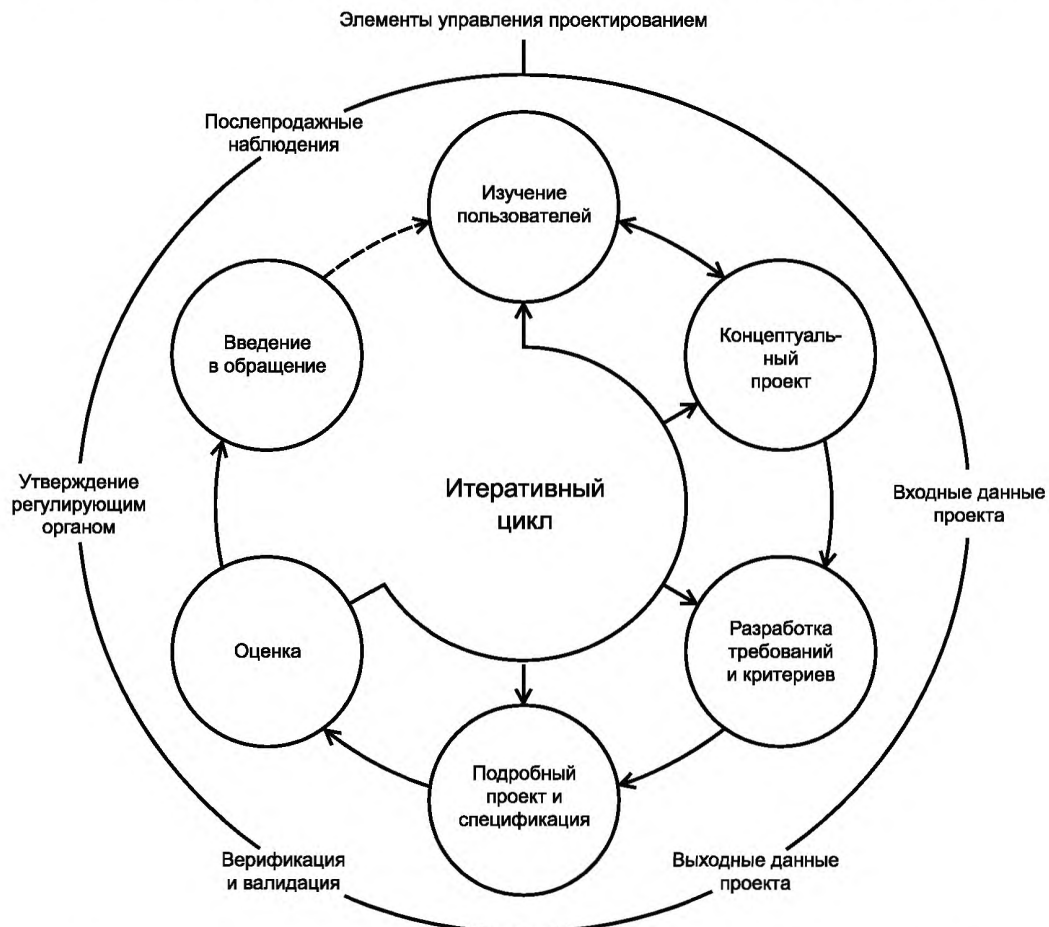 Элементы управления проектированием
Послепродажные
наблюдения
Изучение
пользователей
Введение
в обращение
Концептуаль-
ный
проект
Утверждение
регулирующим
органом
Итеративный
цикл
Входные данные
проекта
Оценка
Разработка
требований
и критериев
Подробный
проект и
спецификация
Верификация
и валидация
Выходные данные
проекта